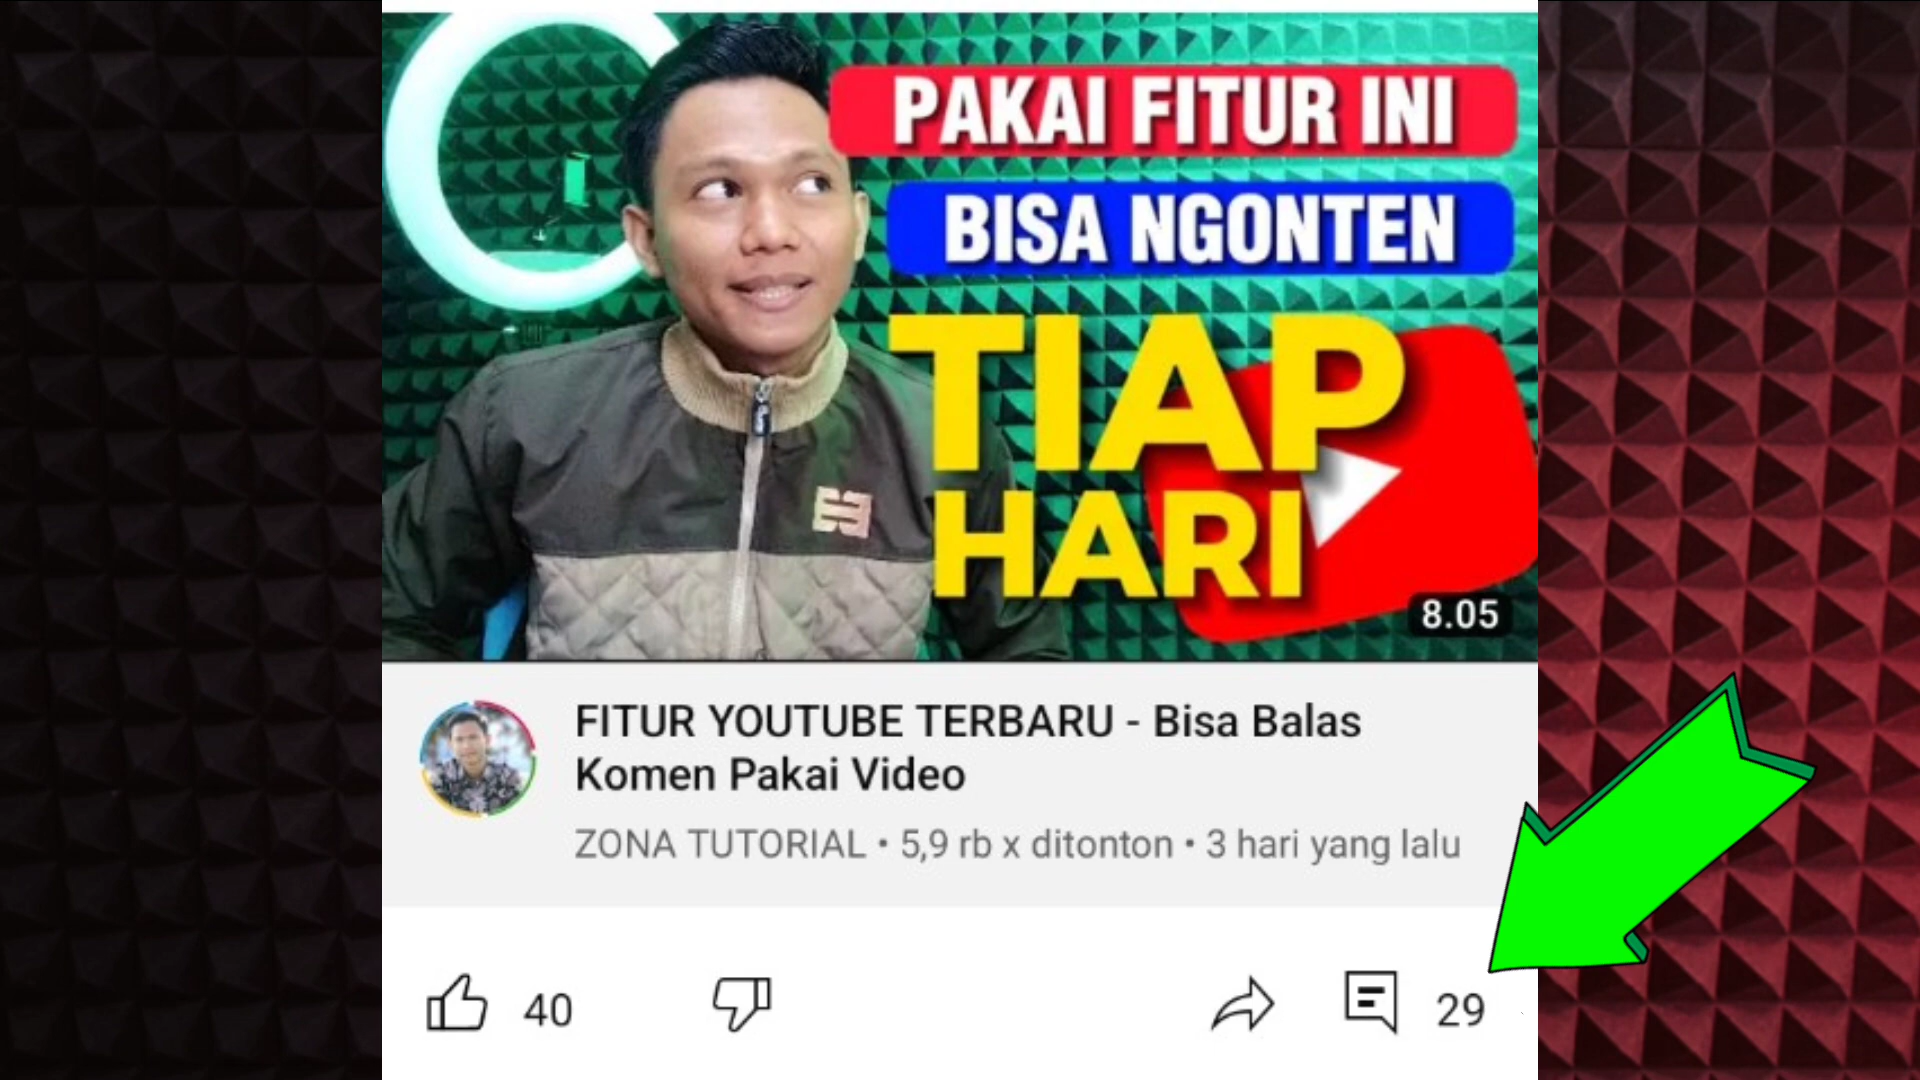 PAKAI FITUR INI
BISA NGONTEN
TIAP
HARI
8.05
FITUR YOUTUBE TERBARU - Bisa Balas
Komen Pakai Video
ZONA TUTORIAL • 5,9 rb x ditonton • 3 hari yang lalu
40
29